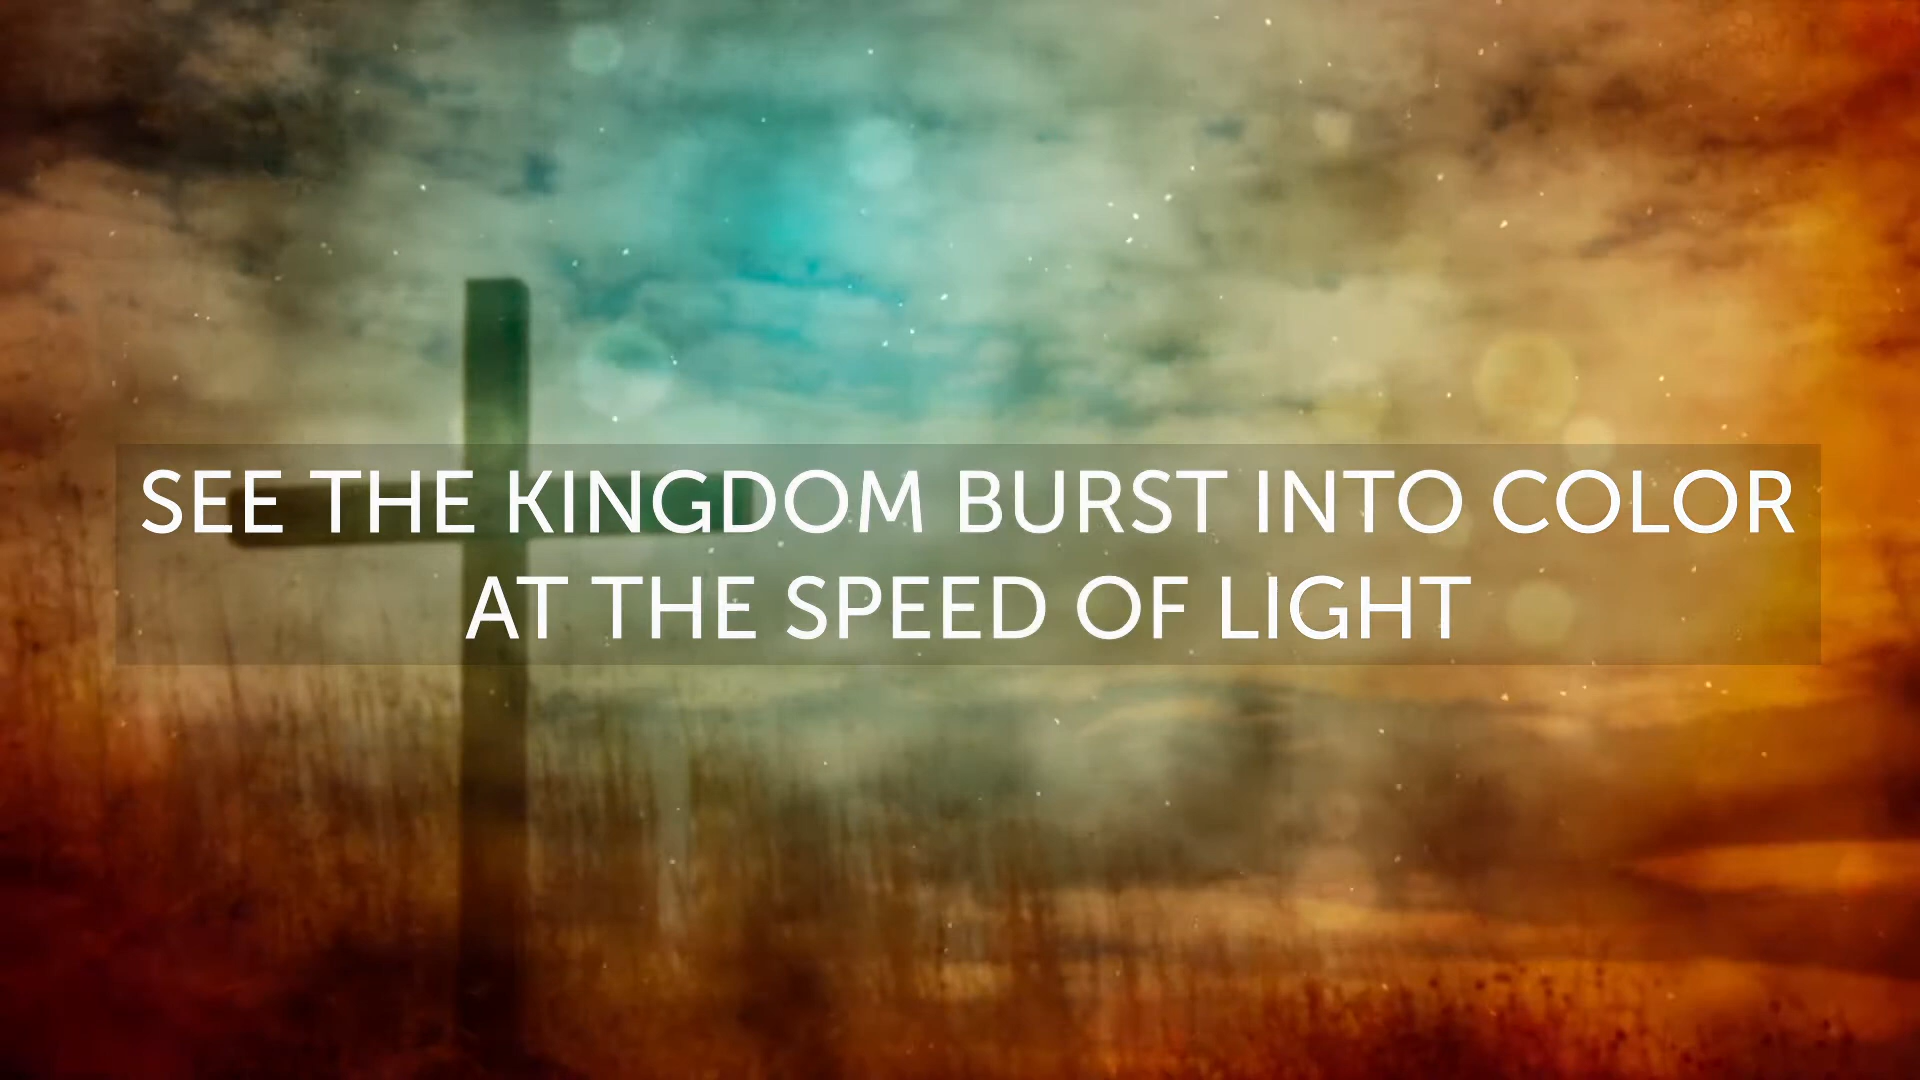 SEE THE KINGDOM BURST INTO COLOR
AT THE SPEED OF LIGHT